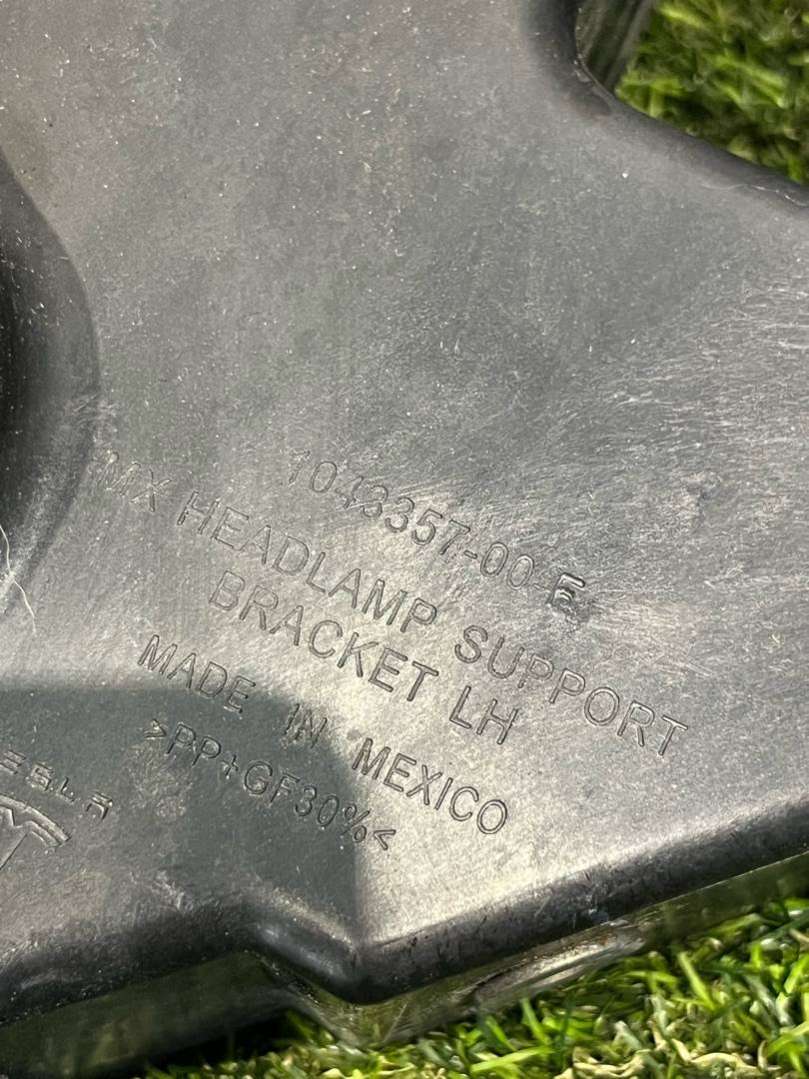 1043357-00-E
MX HEADLAMP SUPPORT
BRACKET LH
MADE IN MEXICO
>PP+GF30%<
TESLA